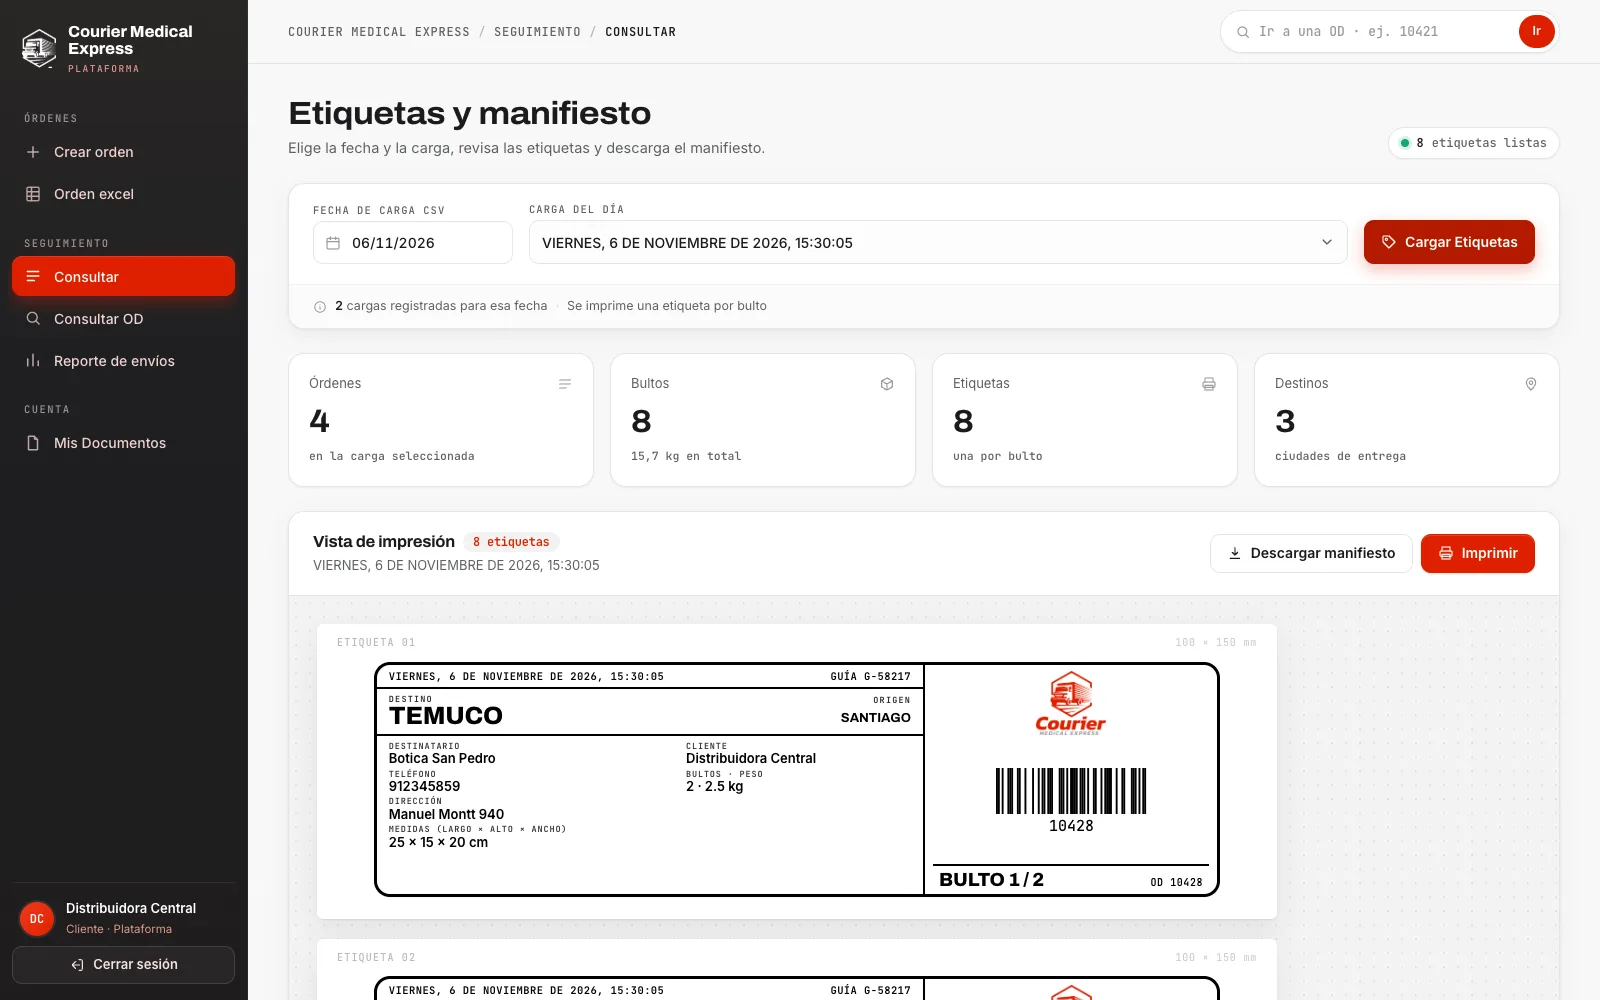 Courier Medical
Express
PLATAFORMA
ÓRDENES
Crear orden
Orden excel
SEGUIMIENTO
Consultar
Consultar OD
Reporte de envíos
CUENTA
Mis Documentos
DC
Distribuidora Central
Cliente · Plataforma
Cerrar sesión
COURIER MEDICAL EXPRESS / SEGUIMIENTO / CONSULTAR
Ir a una OD · ej. 10421
Ir
Etiquetas y manifiesto
Elige la fecha y la carga, revisa las etiquetas y descarga el manifiesto.
8 etiquetas listas
FECHA DE CARGA CSV
06/11/2026
CARGA DEL DÍA
VIERNES, 6 DE NOVIEMBRE DE 2026, 15:30:05
Cargar Etiquetas
2 cargas registradas para esa fecha · Se imprime una etiqueta por bulto
Órdenes
4
en la carga seleccionada
Bultos
8
15,7 kg en total
Etiquetas
8
una por bulto
Destinos
3
ciudades de entrega
Vista de impresión 8 etiquetas
VIERNES, 6 DE NOVIEMBRE DE 2026, 15:30:05
Descargar manifiesto
Imprimir
ETIQUETA 01
100 × 150 mm
VIERNES, 6 DE NOVIEMBRE DE 2026, 15:30:05
GUÍA G-58217
DESTINO
TEMUCO
ORIGEN
SANTIAGO
DESTINATARIO
Botica San Pedro
TELÉFONO
912345859
DIRECCIÓN
Manuel Montt 940
MEDIDAS (LARGO × ALTO × ANCHO)
25 × 15 × 20 cm
CLIENTE
Distribuidora Central
BULTOS · PESO
2 · 2.5 kg
Courier
MEDICAL EXPRESS
10428
BULTO 1 / 2
OD 10428
ETIQUETA 02
100 × 150 mm
VIERNES, 6 DE NOVIEMBRE DE 2026, 15:30:05
GUÍA G-58217